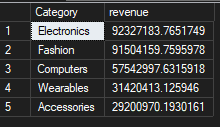 Category revenue
1 Electronics 92327183.7651749
2 Fashion 91504159.7595978
3 Computers 57542997.6315918
4 Wearables 31420413.125946
5 Accessories 29200970.1930161